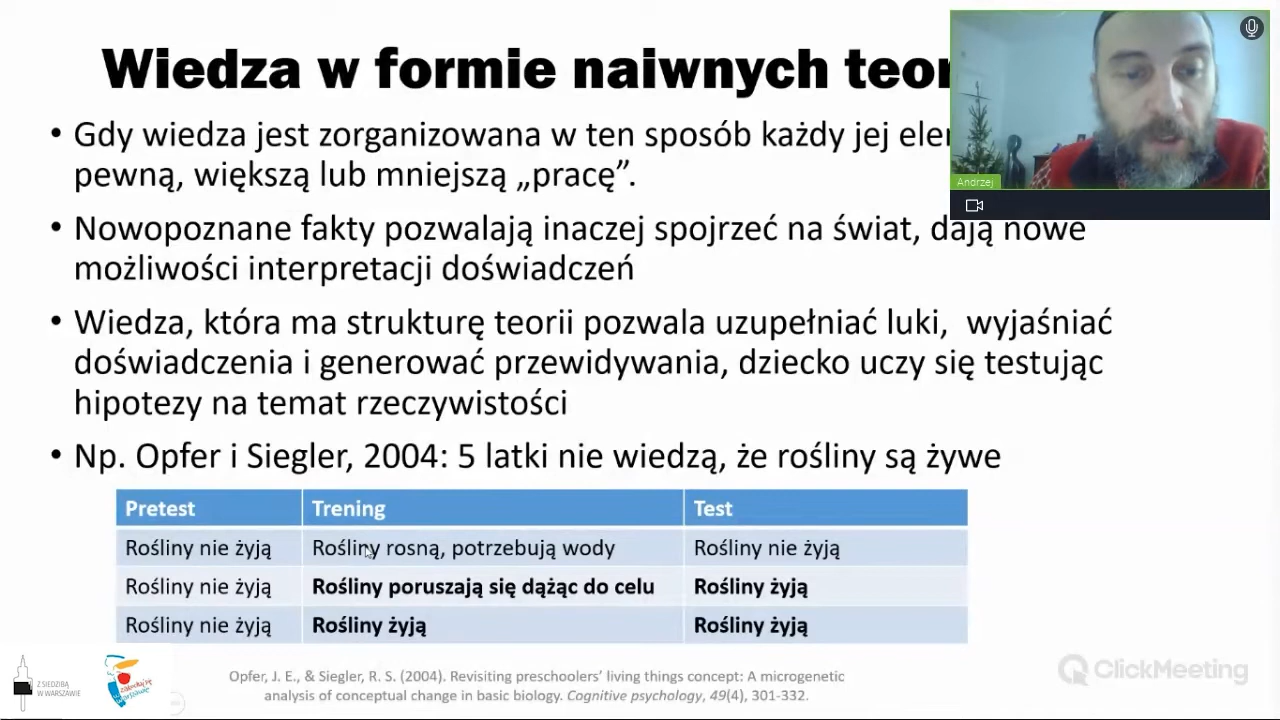 Wiedza w formie naiwnych
Gdy wiedza jest zorganizowana w ten sposób każdy jej
pewną, większą lub mniejszą „pracę”.
Nowopoznane fakty pozwalają inaczej spojrzeć na świat, dają nowe
możliwości interpretacji doświadczeń
Wiedza, która ma strukturę teorii pozwala uzupełniać luki, wyjaśniać
doświadczenia i generować przewidywania, dziecko uczy się testując
hipotezy na temat rzeczywistości
Np. Opfer i Siegler, 2004: 5 latki nie wiedzą, że rośliny są żywe
Pretest Trening Test
Rośliny nie żyją Rośliny rosną, potrzebują wody Rośliny nie żyją
Rośliny nie żyją Rośliny poruszają się dążąc do celu Rośliny żyją
Rośliny nie żyją Rośliny żyją Rośliny żyją
Opfer, J. E., & Siegler, R. S. (2004). Revisiting preschoolers’ living things concept: A microgenetic
analysis of conceptual change in basic biology. Cognitive psychology, 49(4), 301-332.
Z SIEDZIBĄ
W WARSZAWIE
ClickMeeting
Andrzej